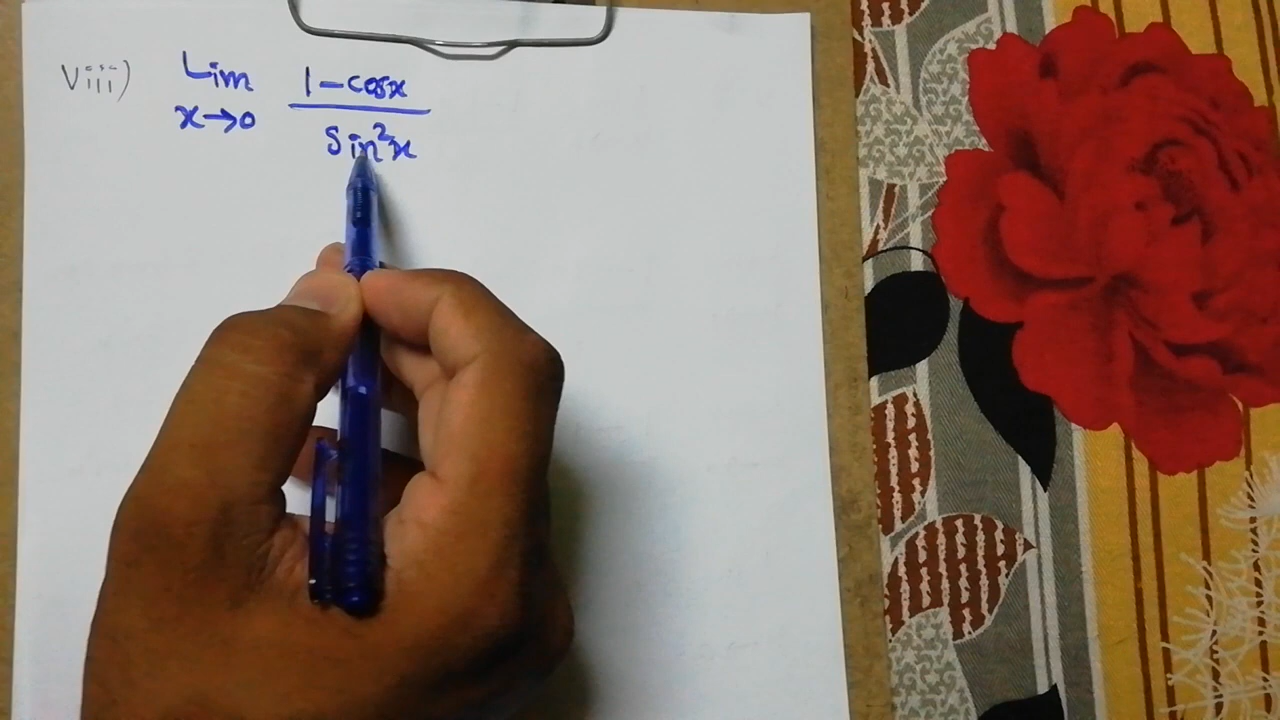 Viii) Lim x→0 1-cosx / Sin²x